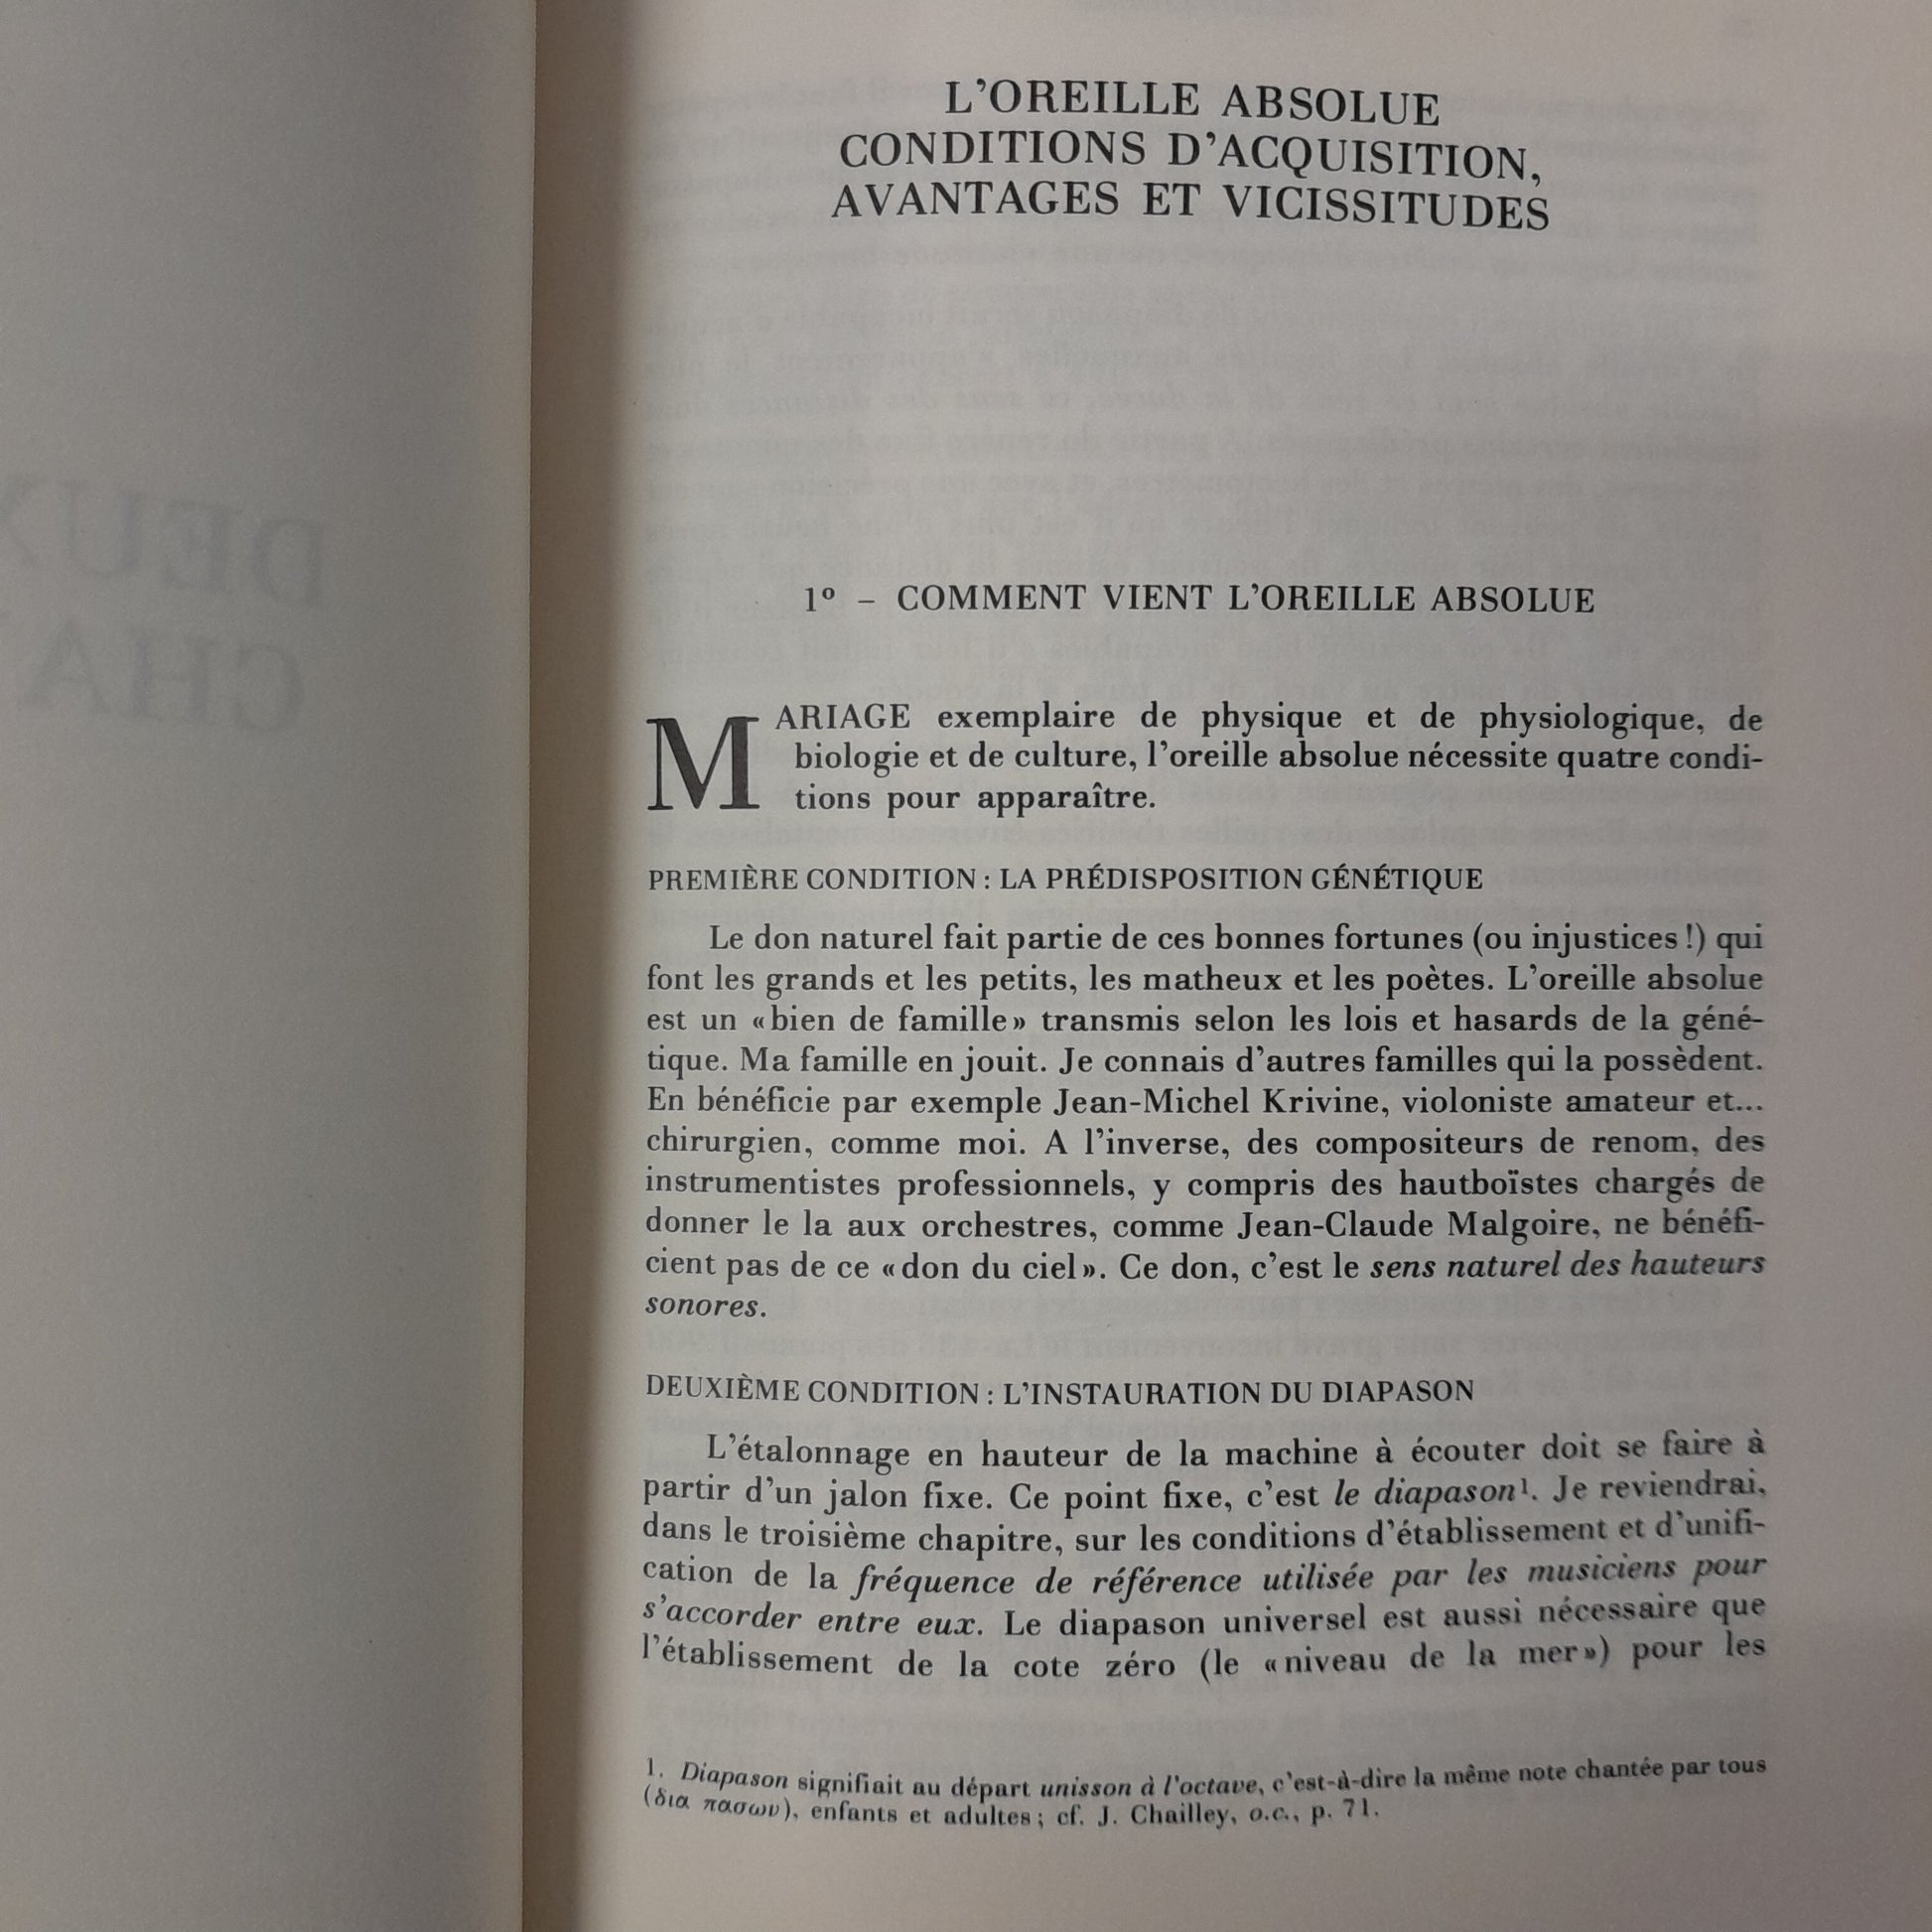 L'OREILLE ABSOLUE
CONDITIONS D'ACQUISITION,
AVANTAGES ET VICISSITUDES
1º – COMMENT VIENT L'OREILLE ABSOLUE
MARIAGE exemplaire de physique et de physiologique, de
biologie et de culture, l'oreille absolue nécessite quatre condi-
tions pour apparaître.
PREMIÈRE CONDITION : LA PRÉDISPOSITION GÉNÉTIQUE
Le don naturel fait partie de ces bonnes fortunes (ou injustices !) qui
font les grands et les petits, les matheux et les poètes. L'oreille absolue
est un «bien de famille» transmis selon les lois et hasards de la géné-
tique. Ma famille en jouit. Je connais d'autres familles qui la possèdent.
En bénéficie par exemple Jean-Michel Krivine, violoniste amateur et...
chirurgien, comme moi. A l'inverse, des compositeurs de renom, des
instrumentistes professionnels, y compris des hautboïstes chargés de
donner le la aux orchestres, comme Jean-Claude Malgoire, ne bénéfi-
cient pas de ce «don du ciel». Ce don, c'est le sens naturel des hauteurs
sonores.
DEUXIÈME CONDITION : L'INSTAURATION DU DIAPASON
L'étalonnage en hauteur de la machine à écouter doit se faire à
partir d'un jalon fixe. Ce point fixe, c'est le diapason¹. Je reviendrai,
dans le troisième chapitre, sur les conditions d'établissement et d'unifi-
cation de la fréquence de référence utilisée par les musiciens pour
s'accorder entre eux. Le diapason universel est aussi nécessaire que
l'établissement de la cote zéro (le «niveau de la mer») pour les
1. Diapason signifiait au départ unisson à l'octave, c'est-à-dire la même note chantée par tous
(δια πασων), enfants et adultes ; cf. J. Chailley, o.c., p. 71.